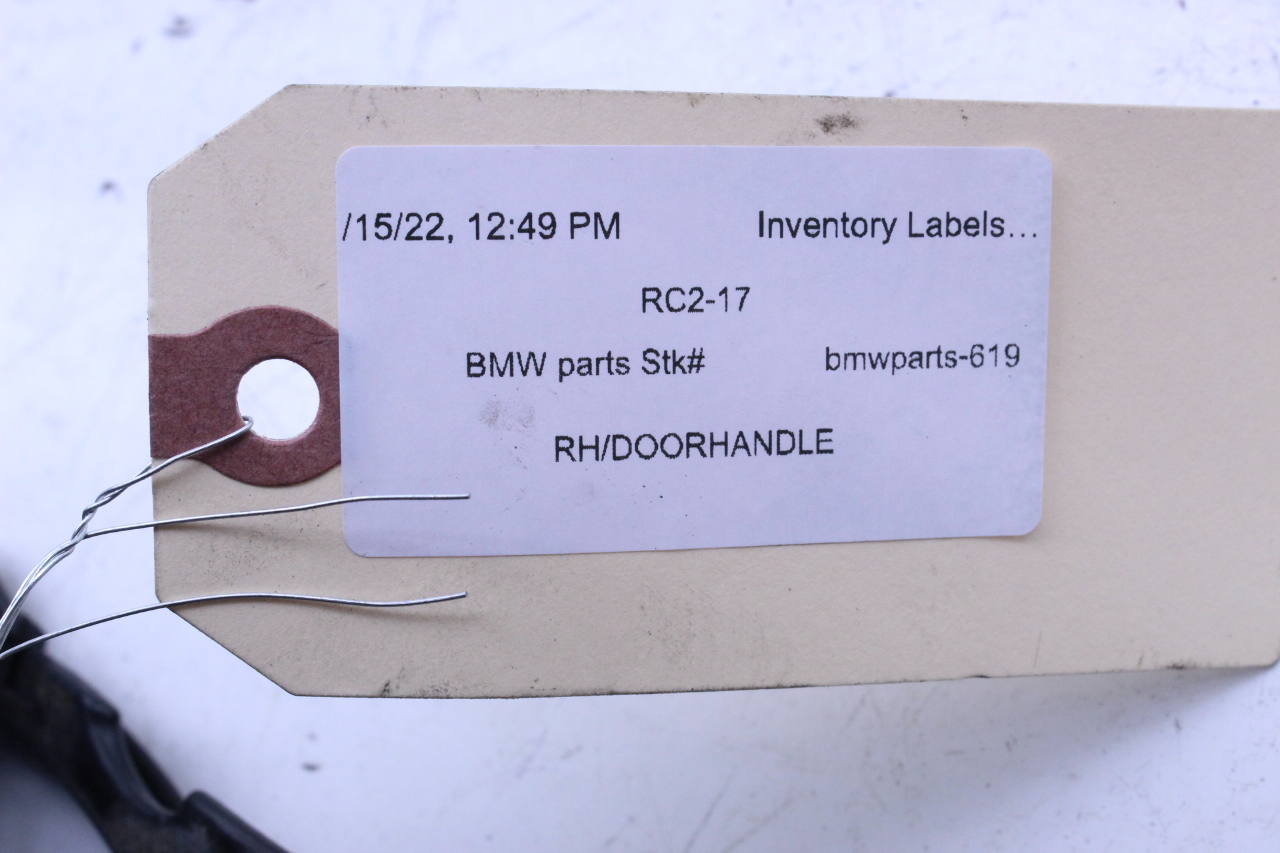 /15/22, 12:49 PM Inventory Labels...
RC2-17
BMW parts Stk# bmwparts-619
RH/DOORHANDLE